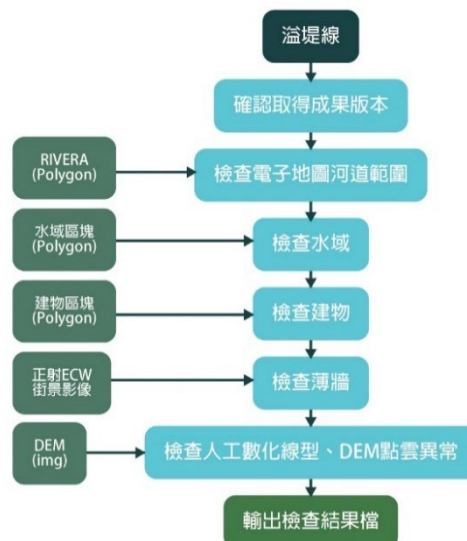 溢堤線
確認取得成果版本
RIVERA
(Polygon)
檢查電子地圖河道範圍
水域區塊
(Polygon)
檢查水域
建物區塊
(Polygon)
檢查建物
正射ECW
街景影像
檢查薄牆
DEM
(img)
檢查人工數化線型、DEM點雲異常
輸出檢查結果檔